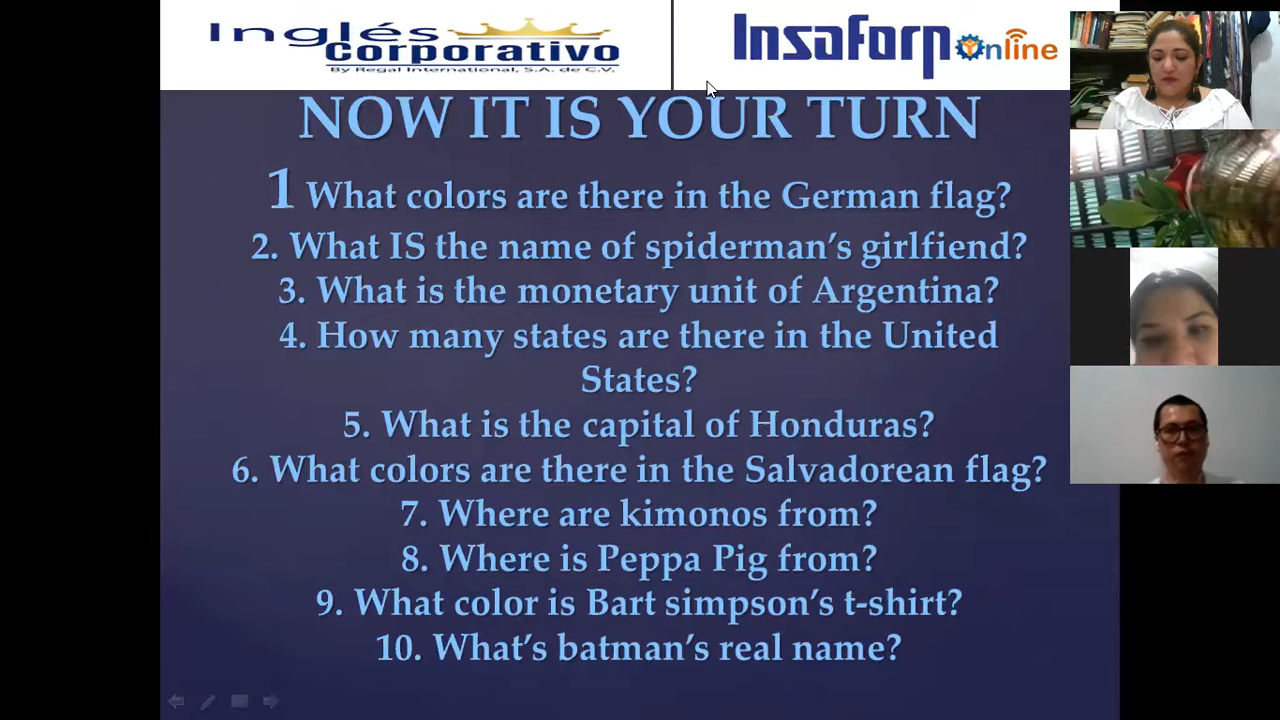 Inglés
Corporativo
By Regal International, S.A. de C.V.
Insaforp Online
NOW IT IS YOUR TURN
1 What colors are there in the German flag?
2. What IS the name of spiderman’s girlfiend?
3. What is the monetary unit of Argentina?
4. How many states are there in the United
States?
5. What is the capital of Honduras?
6. What colors are there in the Salvadorean flag?
7. Where are kimonos from?
8. Where is Peppa Pig from?
9. What color is Bart simpson’s t-shirt?
10. What’s batman’s real name?